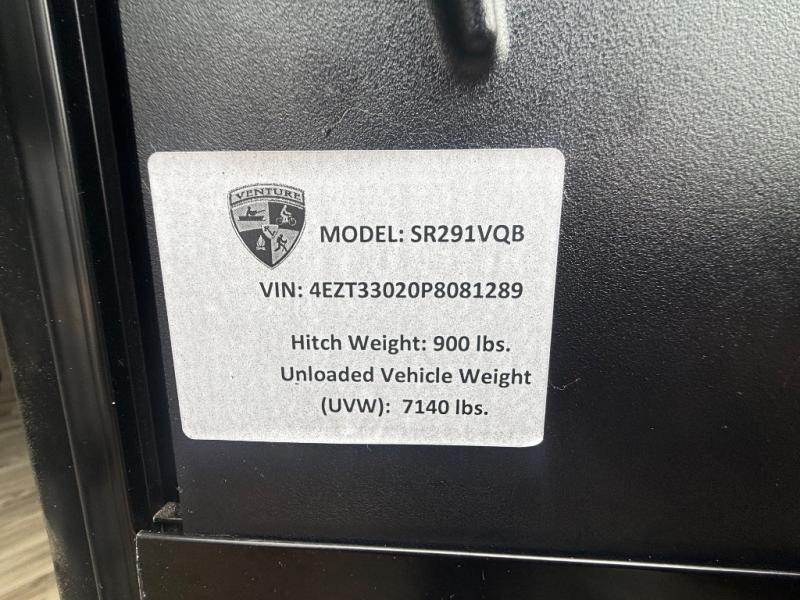 VENTURE
MODEL: SR291VQB
VIN: 4EZT33020P8081289
Hitch Weight: 900 lbs.
Unloaded Vehicle Weight
(UVW): 7140 lbs.